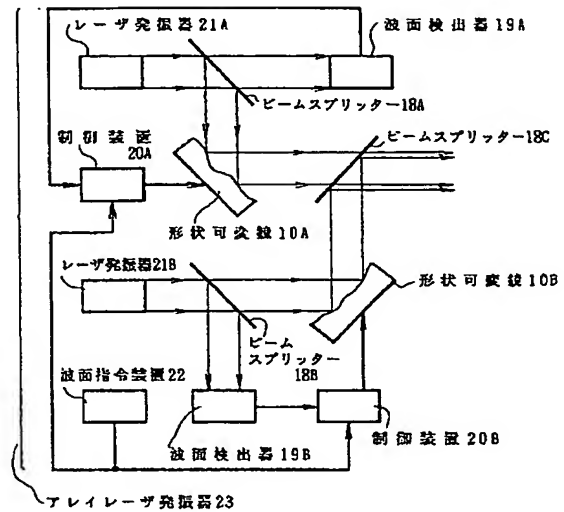 レーザ発振器21A
波面検出器19A
ビームスプリッター18A
ビームスプリッター18C
制御装置
20A
形状可変鏡10A
レーザ発振器21B
形状可変鏡10B
ビーム
スプリッター
18B
波面指令装置22
波面検出器19B
制御装置20B
アレイレーザ発振器23